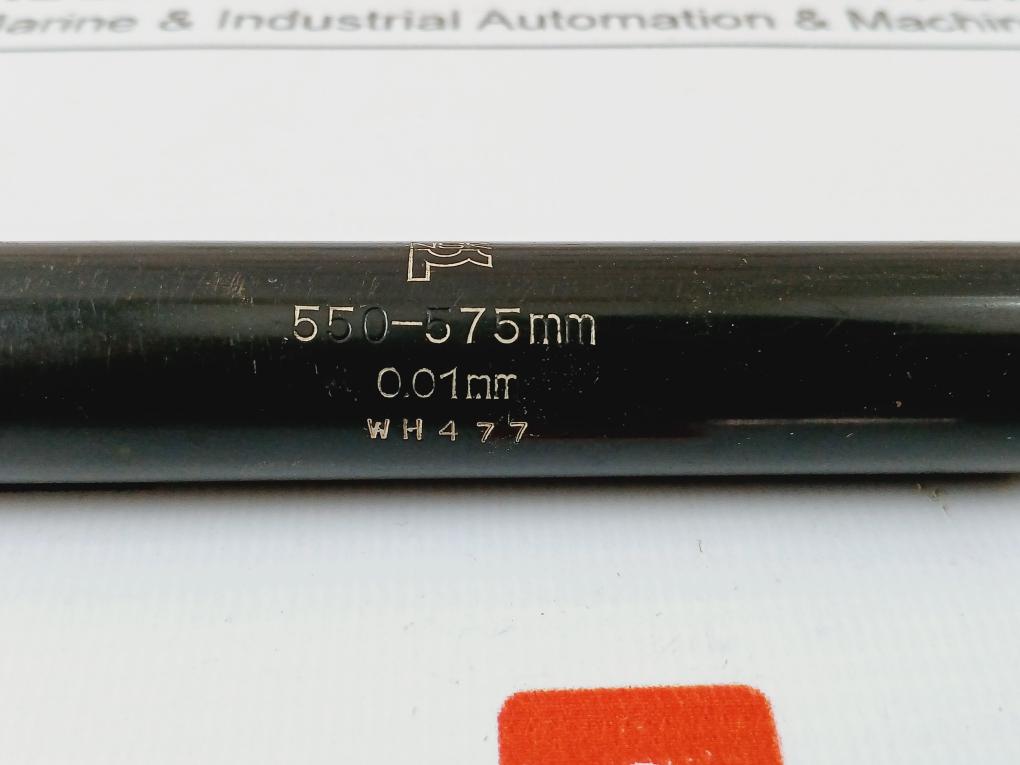 Marine & Industrial Automation & Machin
550-575mm
0.01mm
WH477